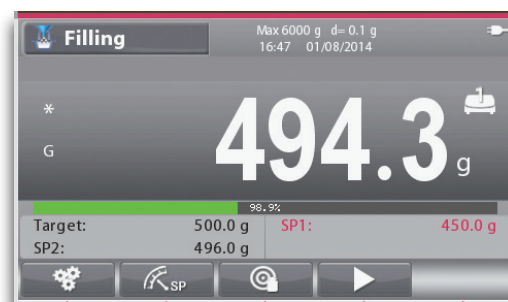 Filling
Max 6000 g d= 0.1 g
16:47 01/08/2014
1
*
G
494.3 g
98.9%
Target: 500.0 g SP1: 450.0 g
SP2: 496.0 g
SP